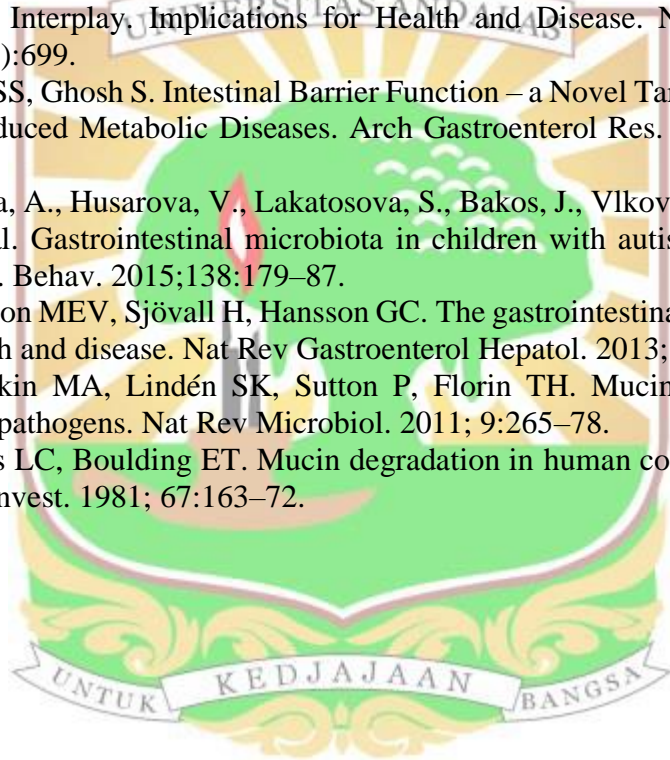 Interplay. Implications for Health and Disease. N
UNIVERSITAS ANDALAS
):699.
SS, Ghosh S. Intestinal Barrier Function – a Novel Tar
duced Metabolic Diseases. Arch Gastroenterol Res.
a, A., Husarova, V., Lakatosova, S., Bakos, J., Vlkov
al. Gastrointestinal microbiota in children with autis
. Behav. 2015;138:179–87.
on MEV, Sjövall H, Hansson GC. The gastrointestina
h and disease. Nat Rev Gastroenterol Hepatol. 2013;
kin MA, Lindén SK, Sutton P, Florin TH. Mucin
pathogens. Nat Rev Microbiol. 2011; 9:265–78.
s LC, Boulding ET. Mucin degradation in human co
nvest. 1981; 67:163–72.
UNTUK KEDJAJAAN BANGSA